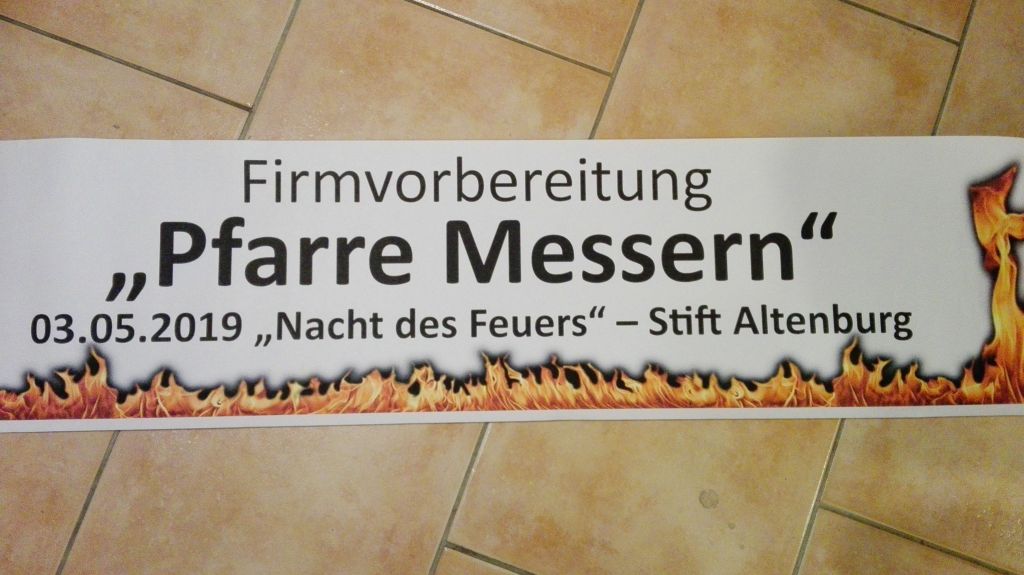 Firmvorbereitung
„Pfarre Messern“
03.05.2019 „Nacht des Feuers“ – Stift Altenburg